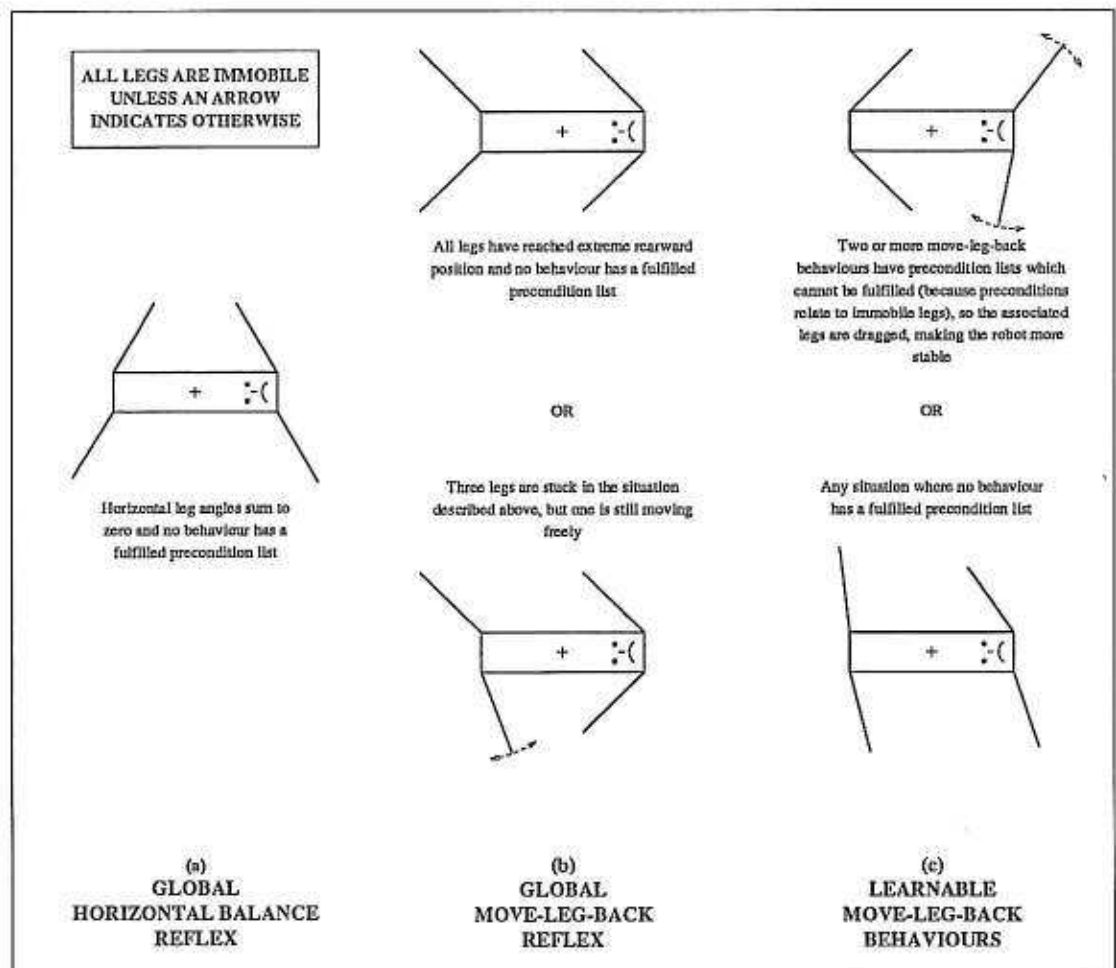 ALL LEGS ARE IMMOBILE
UNLESS AN ARROW
INDICATES OTHERWISE
+ :-(
Horizontal leg angles sum to
zero and no behaviour has a
fulfilled precondition list
(a)
GLOBAL
HORIZONTAL BALANCE
REFLEX
+ :-(
All legs have reached extreme rearward
position and no behaviour has a fulfilled
precondition list
OR
Three legs are stuck in the situation
described above, but one is still moving
freely
+ :-(
(b)
GLOBAL
MOVE-LEG-BACK
REFLEX
+ :-(
Two or more move-leg-back
behaviours have precondition lists which
cannot be fulfilled (because preconditions
relate to immobile legs), so the associated
legs are dragged, making the robot more
stable
OR
Any situation where no behaviour
has a fulfilled precondition list
+ :-(
(c)
LEARNABLE
MOVE-LEG-BACK
BEHAVIOURS